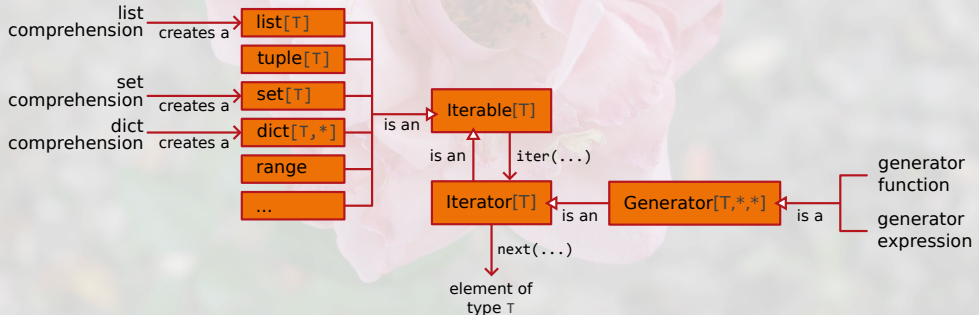 list
comprehension
creates a
list[T]
tuple[T]
set
comprehension
creates a
set[T]
dict
comprehension
creates a
dict[T,*]
range
...
is an
Iterable[T]
is an
iter(...)
Iterator[T]
is an
Generator[T,*,*]
is a
generator
function
generator
expression
next(...)
element of
type T